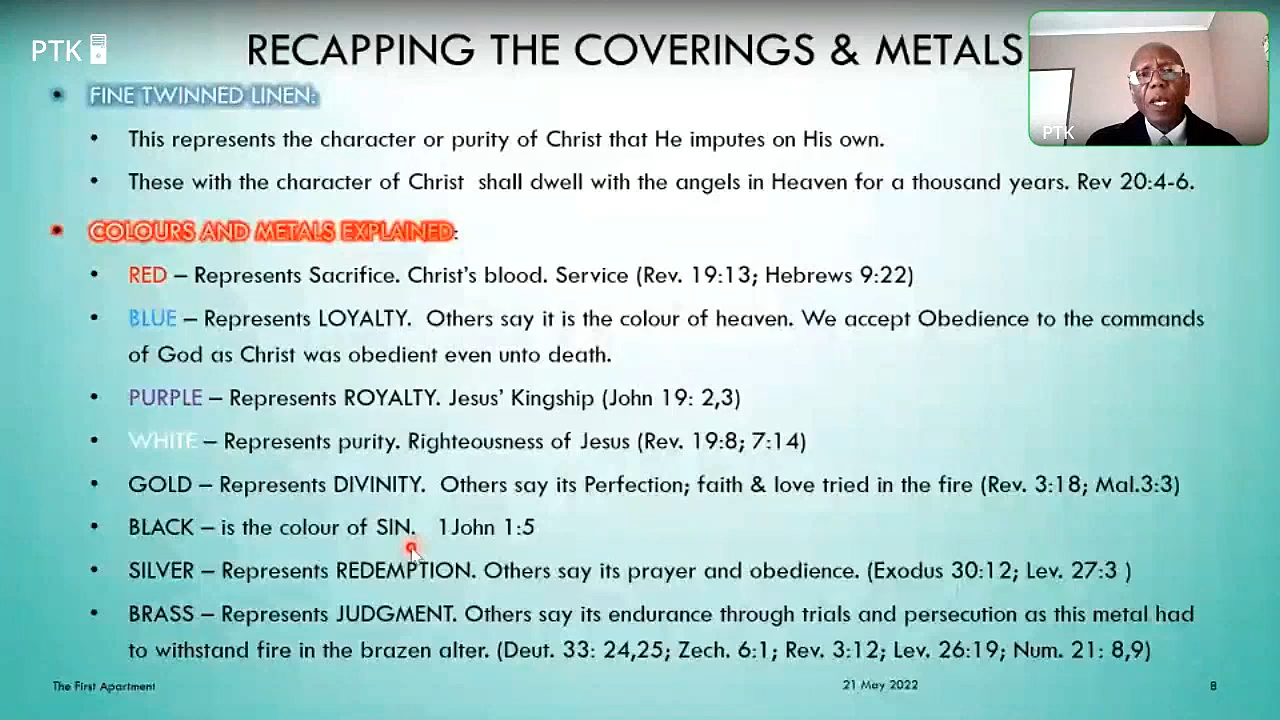 PTK
RECAPPING THE COVERINGS & METALS
PTK
• FINE TWINNED LINEN:
• This represents the character or purity of Christ that He imputes on His own.
• These with the character of Christ shall dwell with the angels in Heaven for a thousand years. Rev 20:4-6.
• COLOURS AND METALS EXPLAINED:
• RED – Represents Sacrifice. Christ's blood. Service (Rev. 19:13; Hebrews 9:22)
• BLUE – Represents LOYALTY. Others say it is the colour of heaven. We accept Obedience to the commands
of God as Christ was obedient even unto death.
• PURPLE – Represents ROYALTY. Jesus' Kingship (John 19: 2,3)
• WHITE – Represents purity. Righteousness of Jesus (Rev. 19:8; 7:14)
• GOLD – Represents DIVINITY. Others say its Perfection; faith & love tried in the fire (Rev. 3:18; Mal.3:3)
• BLACK – is the colour of SIN. 1John 1:5
• SILVER – Represents REDEMPTION. Others say its prayer and obedience. (Exodus 30:12; Lev. 27:3 )
• BRASS – Represents JUDGMENT. Others say its endurance through trials and persecution as this metal had
to withstand fire in the brazen alter. (Deut. 33: 24,25; Zech. 6:1; Rev. 3:12; Lev. 26:19; Num. 21: 8,9)
The First Apartment
21 May 2022
8